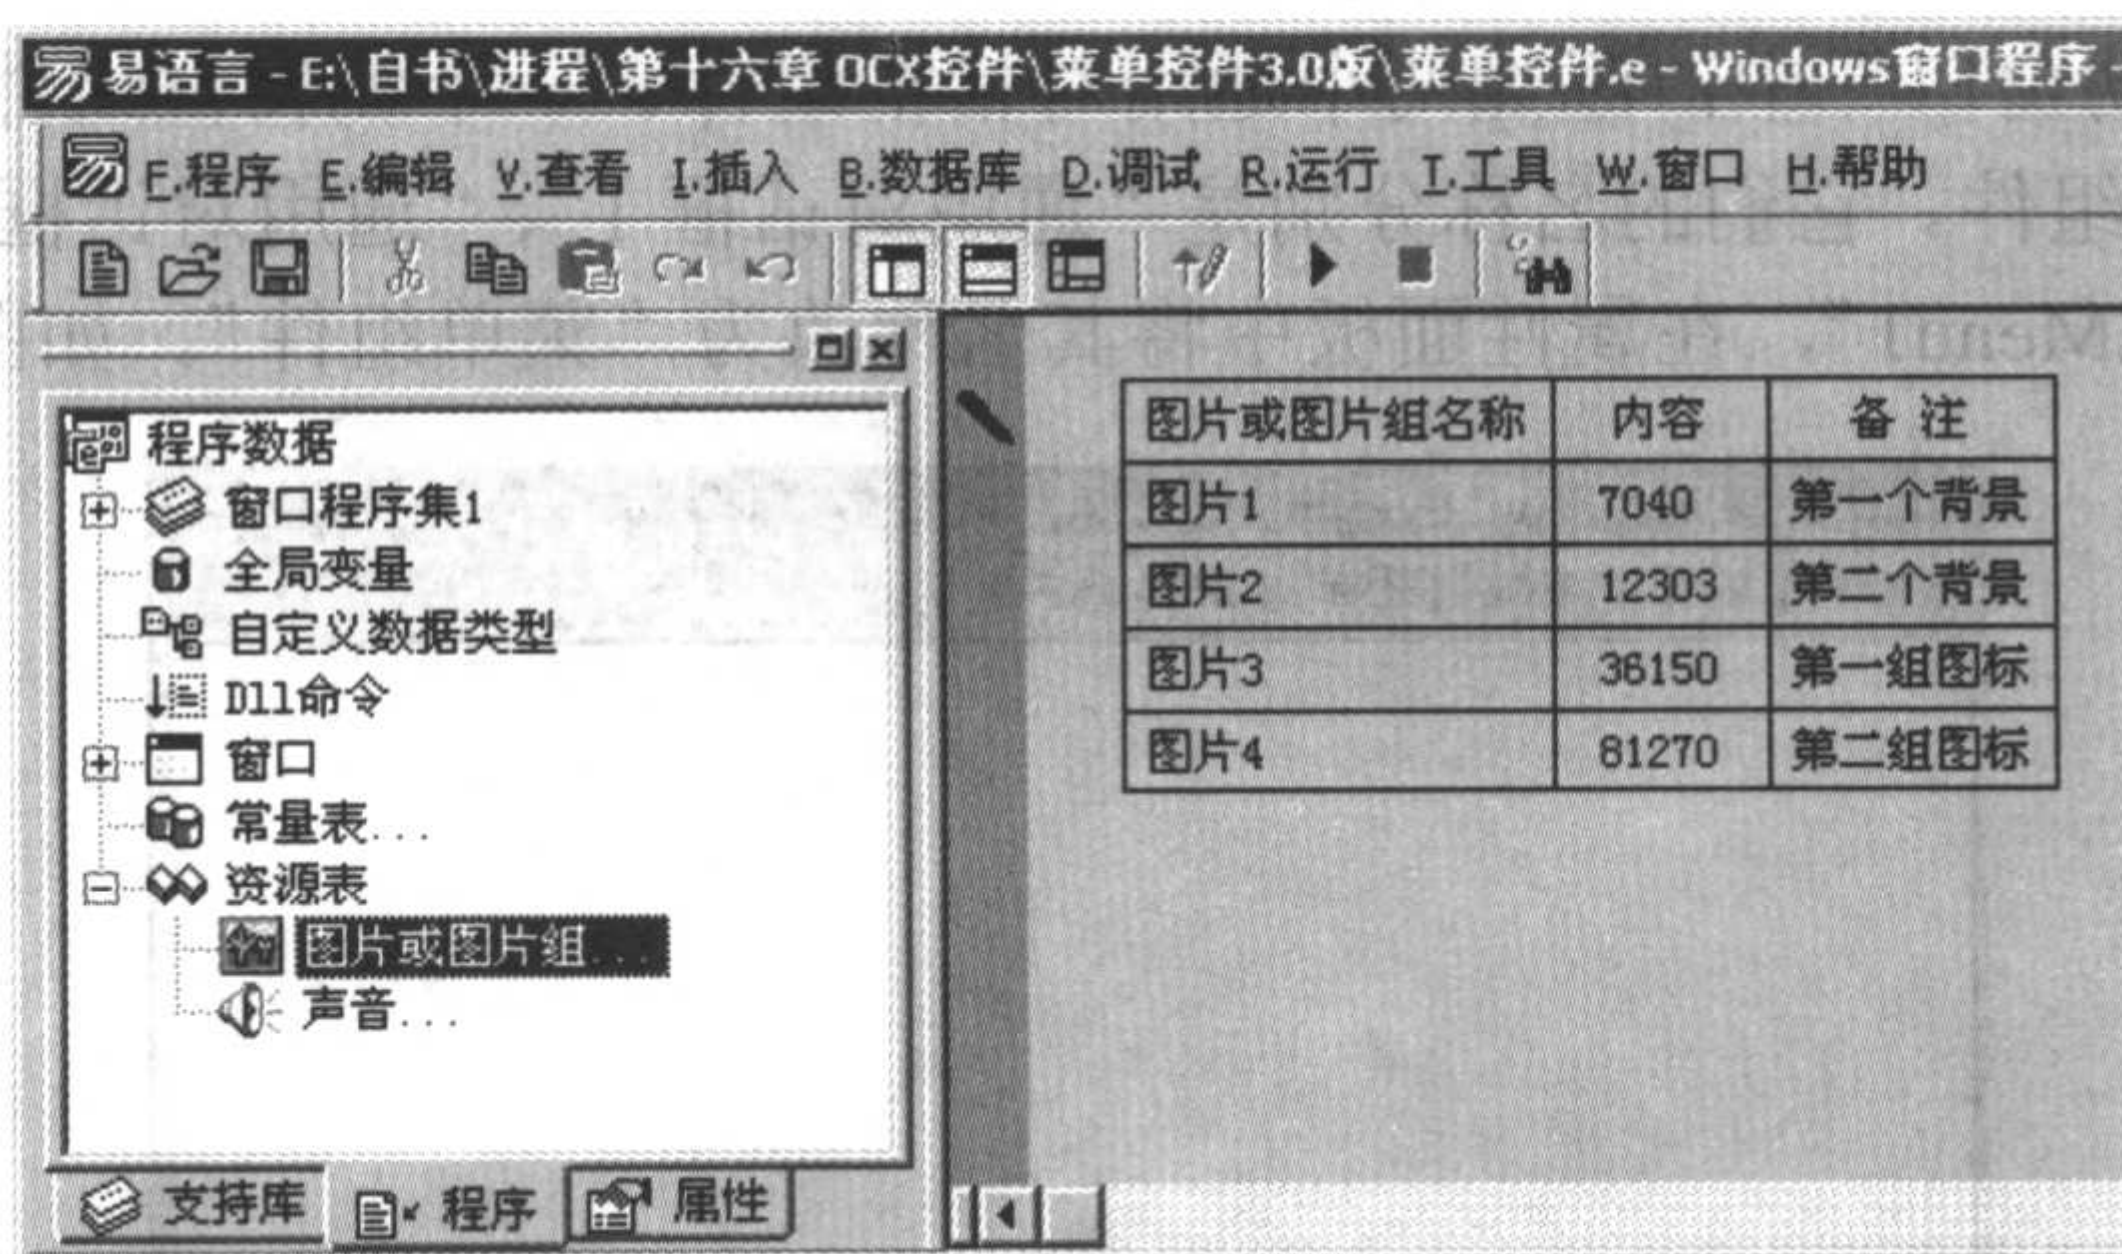 易语言 - E:\自书\进程\第十六章 OCX控件\菜单控件3.0版\菜单控件.e - Windows窗口程序 -
F.程序 E.编辑 V.查看 I.插入 B.数据库 D.调试 R.运行 T.工具 W.窗口 H.帮助
程序数据
窗口程序集1
全局变量
自定义数据类型
Dll命令
窗口
常量表...
资源表
图片或图片组...
声音...
支持库 程序 属性
图片或图片组名称 内容 备 注
图片1 7040 第一个背景
图片2 12303 第二个背景
图片3 36150 第一组图标
图片4 81270 第二组图标